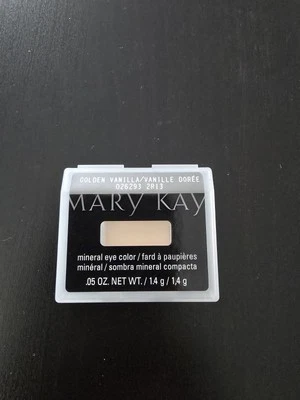 GOLDEN VANILLA/VANILLE DORÉE
026293 2813
MARY KAY
mineral eye color / fard à paupières
minéral / sombra mineral compacta
.05 OZ. NET WT. / 1.4 g / 1,4 g